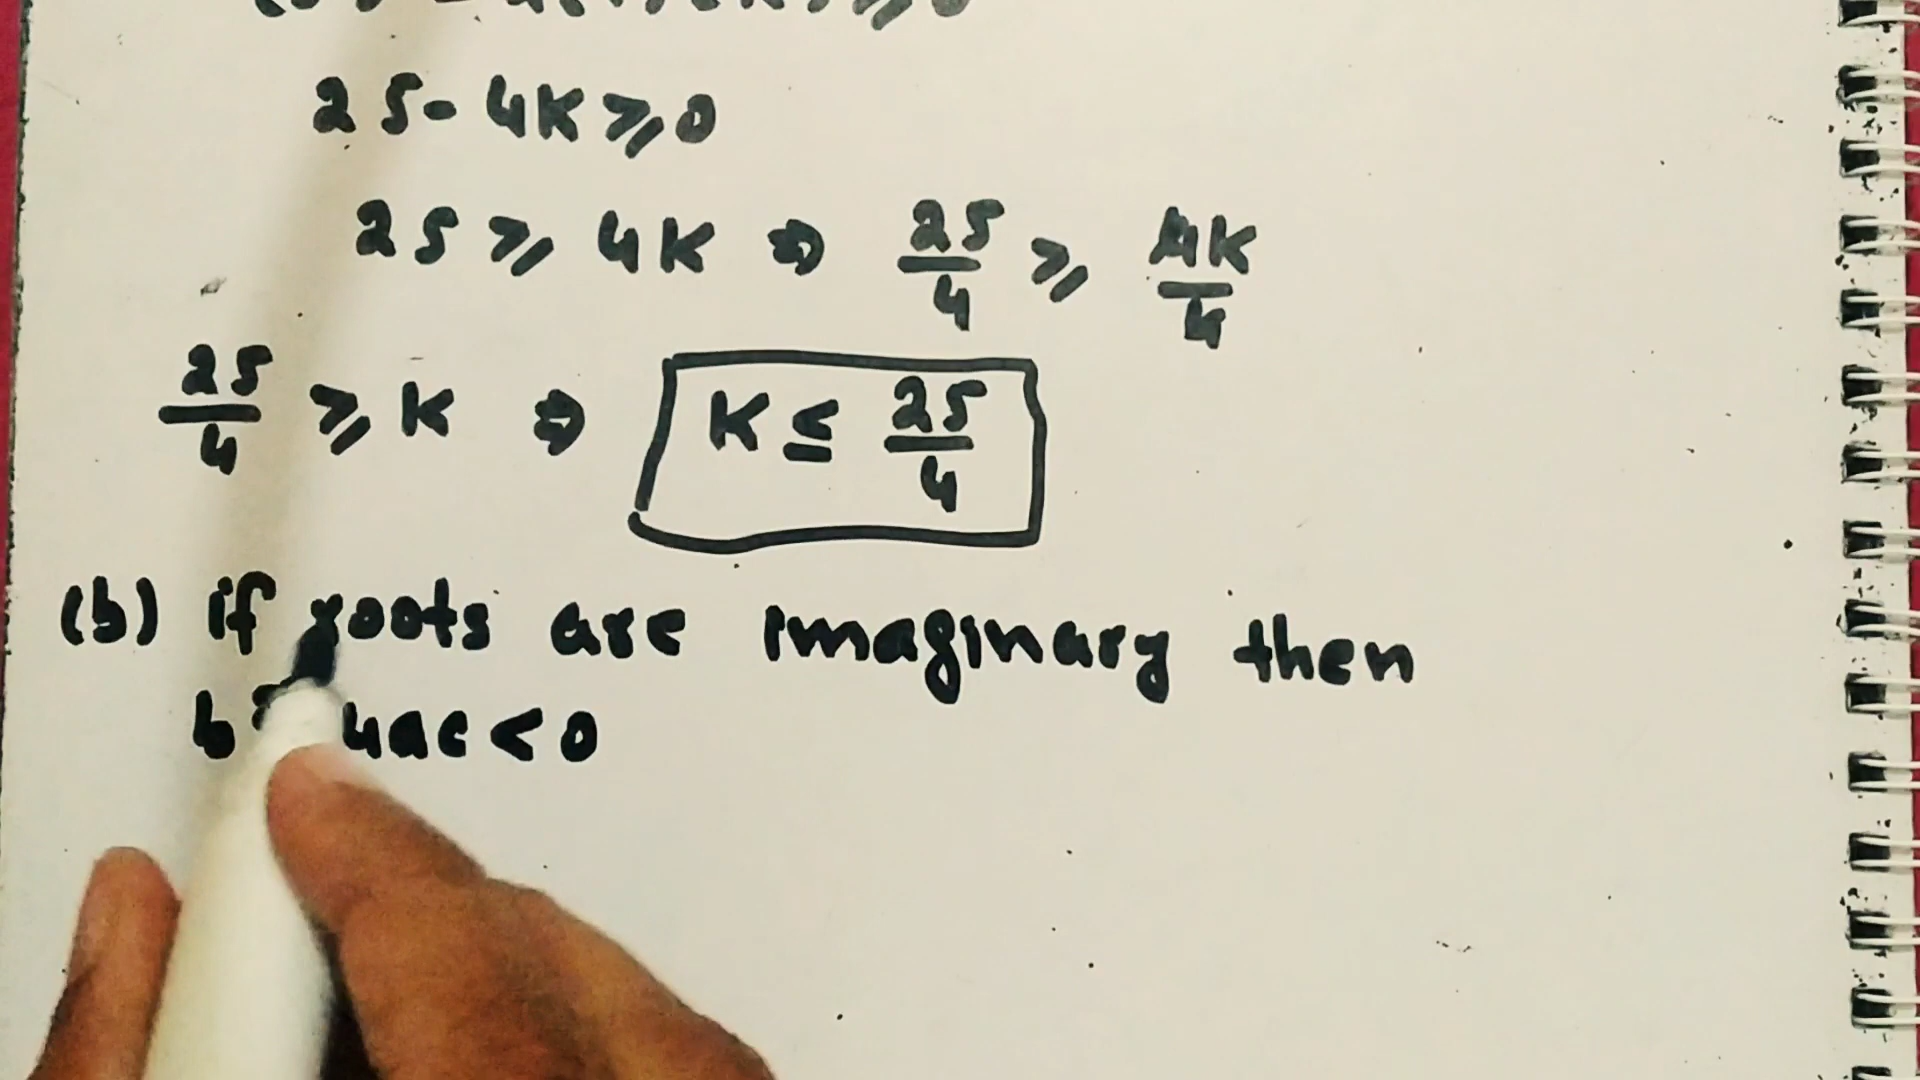 25-4K⩾0
25⩾4K ⇒ 25/4 ⩾ 4K/4
25/4 ⩾K ⇒ K≤ 25/4
(b) if roots are imaginary then
b² 4ac<0